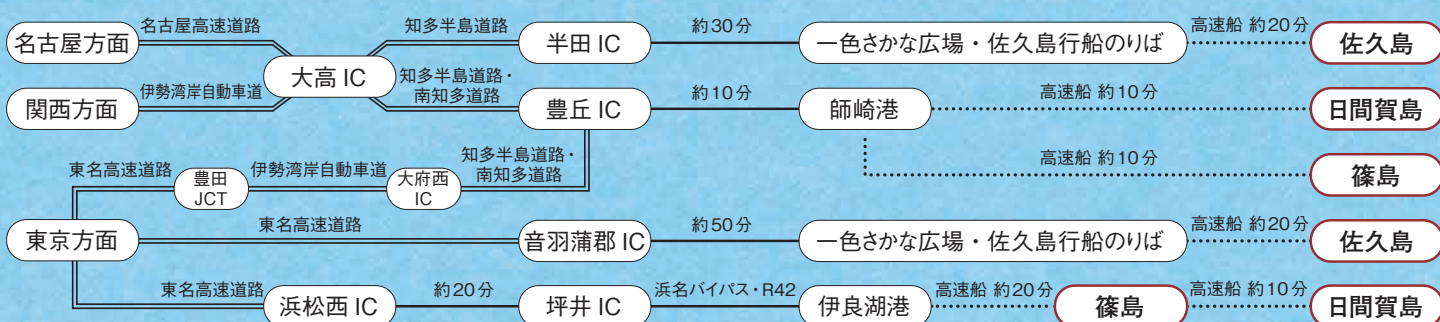 名古屋方面
名古屋高速道路
大高 IC
知多半島道路
半田 IC
約30分
一色さかな広場・佐久島行船のりば
高速船 約20分
佐久島
関西方面
伊勢湾岸自動車道
知多半島道路・
南知多道路
豊丘 IC
約10分
師崎港
高速船 約10分
日間賀島
高速船 約10分
篠島
東名高速道路
豊田
JCT
伊勢湾岸自動車道
大府西
IC
知多半島道路・
南知多道路
東京方面
東名高速道路
音羽蒲郡 IC
約50分
一色さかな広場・佐久島行船のりば
高速船 約20分
佐久島
東名高速道路
浜松西 IC
約20分
坪井 IC
浜名バイパス・R42
伊良湖港
高速船 約20分
篠島
高速船 約10分
日間賀島